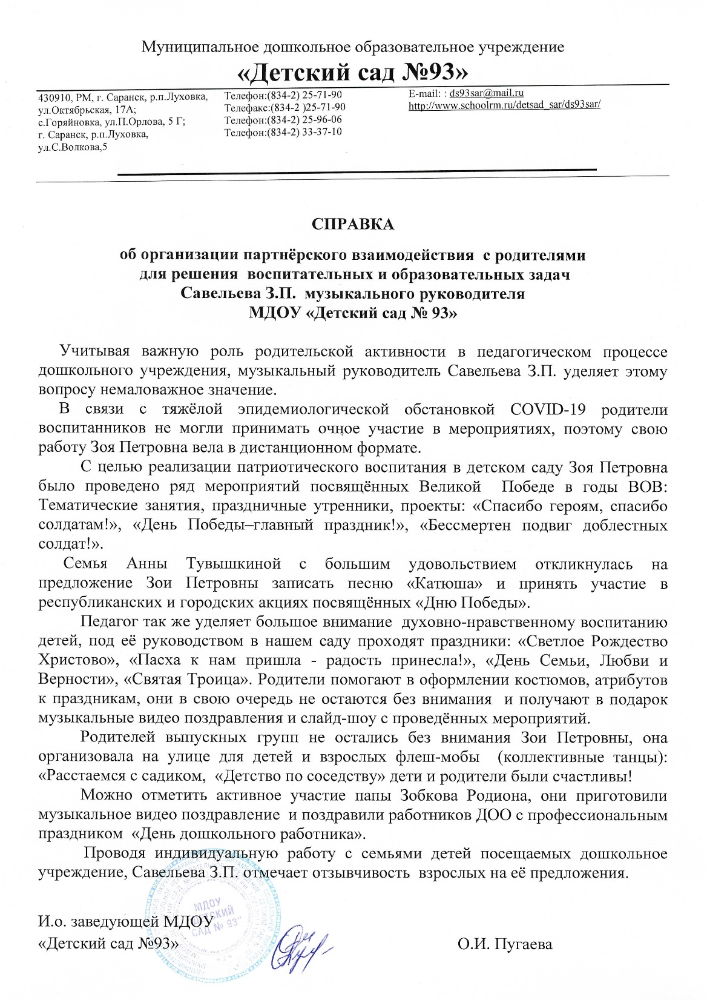 Муниципальное дошкольное образовательное учреждение
«Детский сад №93»
430910, РМ, г. Саранск, р.п.Луховка,
ул.Октябрьская, 17А;
с.Горяйновка, ул.П.Орлова, 5 Г;
г. Саранск, р.п.Луховка,
ул.С.Волкова,5
Телефон:(834-2) 25-71-90
Телефакс:(834-2 )25-71-90
Телефон:(834-2) 25-96-06
Телефон:(834-2) 33-37-10
E-mail: : ds93sar@mail.ru
http://www.schoolrm.ru/detsad_sar/ds93sar/
СПРАВКА
об организации партнёрского взаимодействия с родителями
для решения воспитательных и образовательных задач
Савельева З.П. музыкального руководителя
МДОУ «Детский сад № 93»
Учитывая важную роль родительской активности в педагогическом процессе
дошкольного учреждения, музыкальный руководитель Савельева З.П. уделяет этому
вопросу немаловажное значение.
В связи с тяжёлой эпидемиологической обстановкой COVID-19 родители
воспитанников не могли принимать очное участие в мероприятиях, поэтому свою
работу Зоя Петровна вела в дистанционном формате.
С целью реализации патриотического воспитания в детском саду Зоя Петровна
было проведено ряд мероприятий посвящённых Великой Победе в годы ВОВ:
Тематические занятия, праздничные утренники, проекты: «Спасибо героям, спасибо
солдатам!», «День Победы–главный праздник!», «Бессмертен подвиг доблестных
солдат!».
Семья Анны Тувышкиной с большим удовольствием откликнулась на
предложение Зои Петровны записать песню «Катюша» и принять участие в
республиканских и городских акциях посвящённых «Дню Победы».
Педагог так же уделяет большое внимание духовно-нравственному воспитанию
детей, под её руководством в нашем саду проходят праздники: «Светлое Рождество
Христово», «Пасха к нам пришла - радость принесла!», «День Семьи, Любви и
Верности», «Святая Троица». Родители помогают в оформлении костюмов, атрибутов
к праздникам, они в свою очередь не остаются без внимания и получают в подарок
музыкальные видео поздравления и слайд-шоу с проведённых мероприятий.
Родителей выпускных групп не остались без внимания Зои Петровны, она
организовала на улице для детей и взрослых флеш-мобы (коллективные танцы):
«Расстаемся с садиком, «Детство по соседству» дети и родители были счастливы!
Можно отметить активное участие папы Зобкова Родиона, они приготовили
музыкальное видео поздравление и поздравили работников ДОО с профессиональным
праздником «День дошкольного работника».
Проводя индивидуальную работу с семьями детей посещаемых дошкольное
учреждение, Савельева З.П. отмечает отзывчивость взрослых на её предложения.
МДОУ
"ДЕТСКИЙ
САД № 93"
И.о. заведующей МДОУ
«Детский сад №93»
О.И. Пугаева